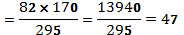 = 82 × 170 / 295 = 13940 / 295 = 47